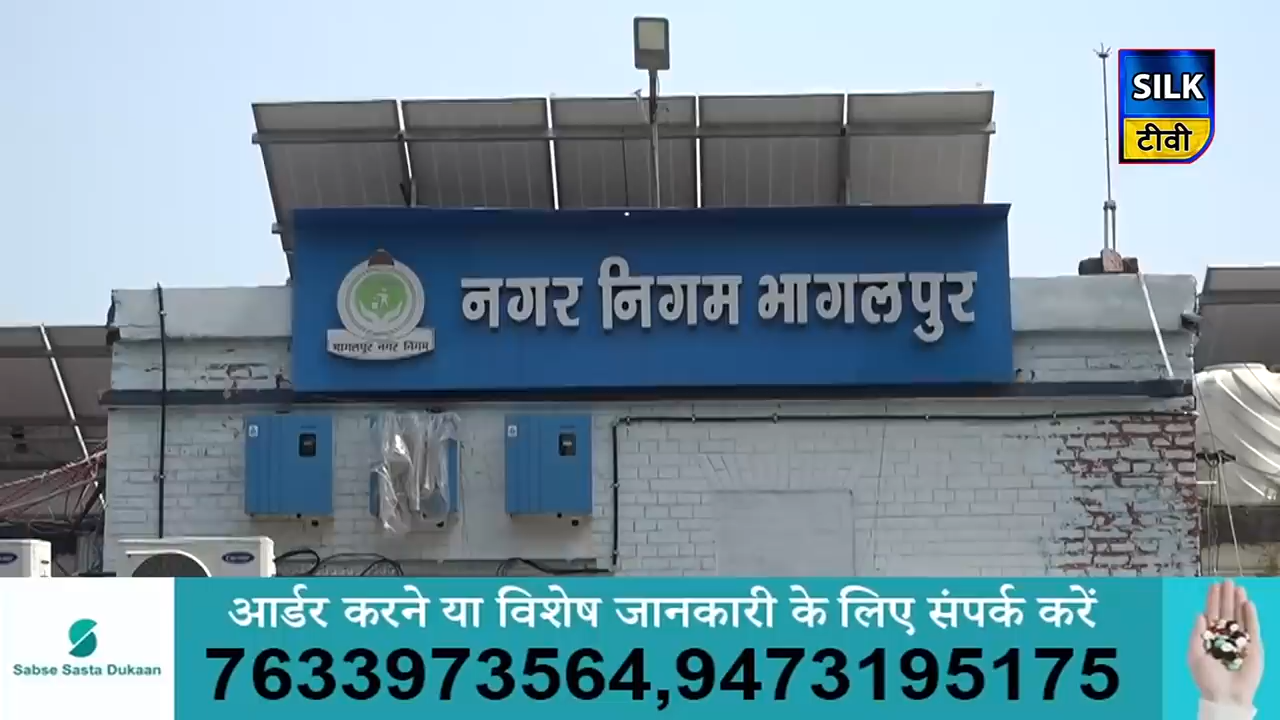 SILK
टीवी
नगर निगम भागलपुर
भागलपुर नगर निगम
आर्डर करने या विशेष जानकारी के लिए संपर्क करें
Sabse Sasta Dukaan
7633973564,9473195175